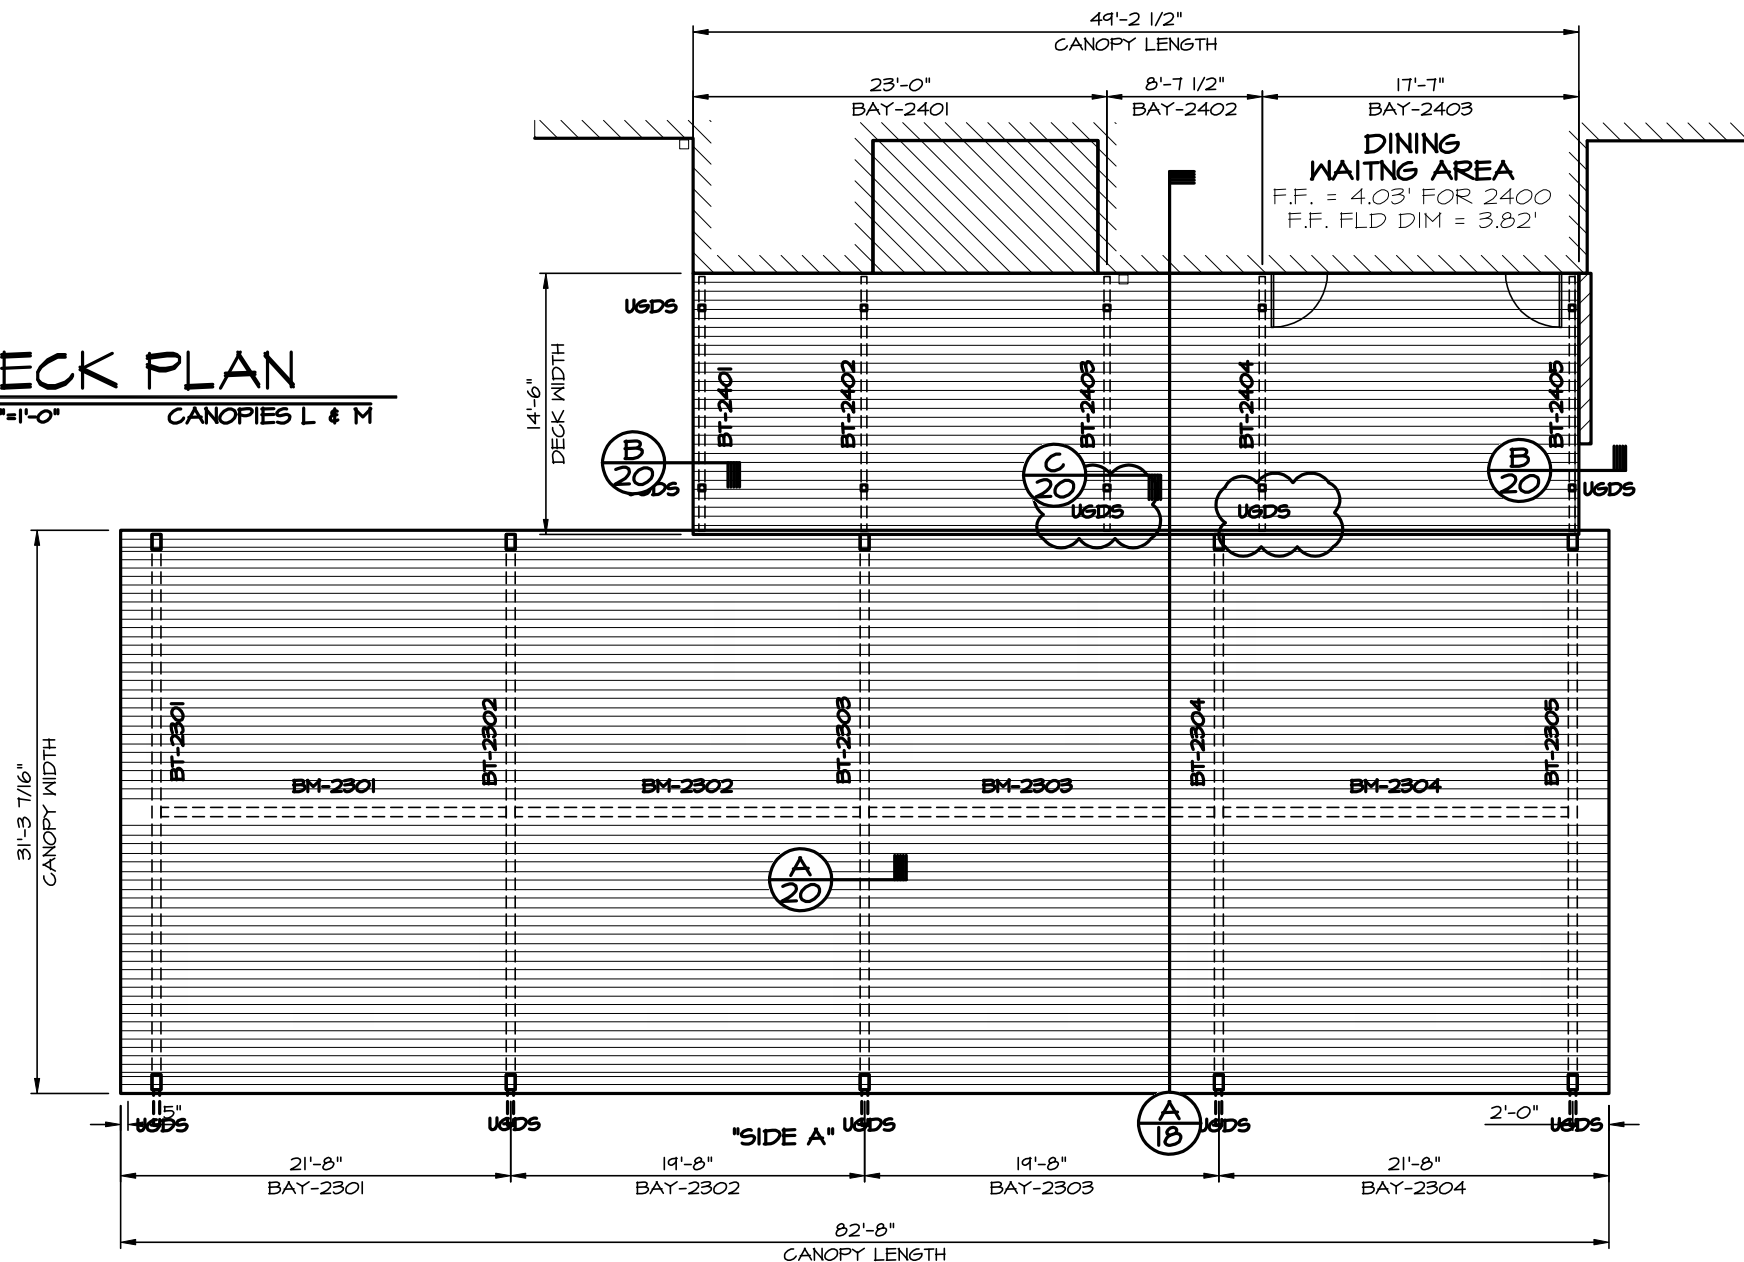 49'-2 1/2"
CANOPY LENGTH
23'-0"
BAY-2401
8'-7 1/2"
BAY-2402
17'-7"
BAY-2403
DINING
WAITNG AREA
F.F. = 4.03' FOR 2400
F.F. FLD DIM = 3.82'
ECK PLAN
"=1'-0"
CANOPIES L & M
14'-6"
DECK WIDTH
UGDS
BT-2401
BT-2402
BT-2403
BT-2404
BT-2405
B
20
UGDS
C
20
UGDS
UGDS
B
20
UGDS
31'-3 7/16"
CANOPY WIDTH
BT-2301
BT-2302
BT-2303
BT-2304
BT-2305
BM-2301
BM-2302
BM-2303
BM-2304
A
20
5"
UGDS
UGDS
"SIDE A"
UGDS
A
18
UGDS
2'-0"
UGDS
21'-8"
BAY-2301
19'-8"
BAY-2302
19'-8"
BAY-2303
21'-8"
BAY-2304
82'-8"
CANOPY LENGTH